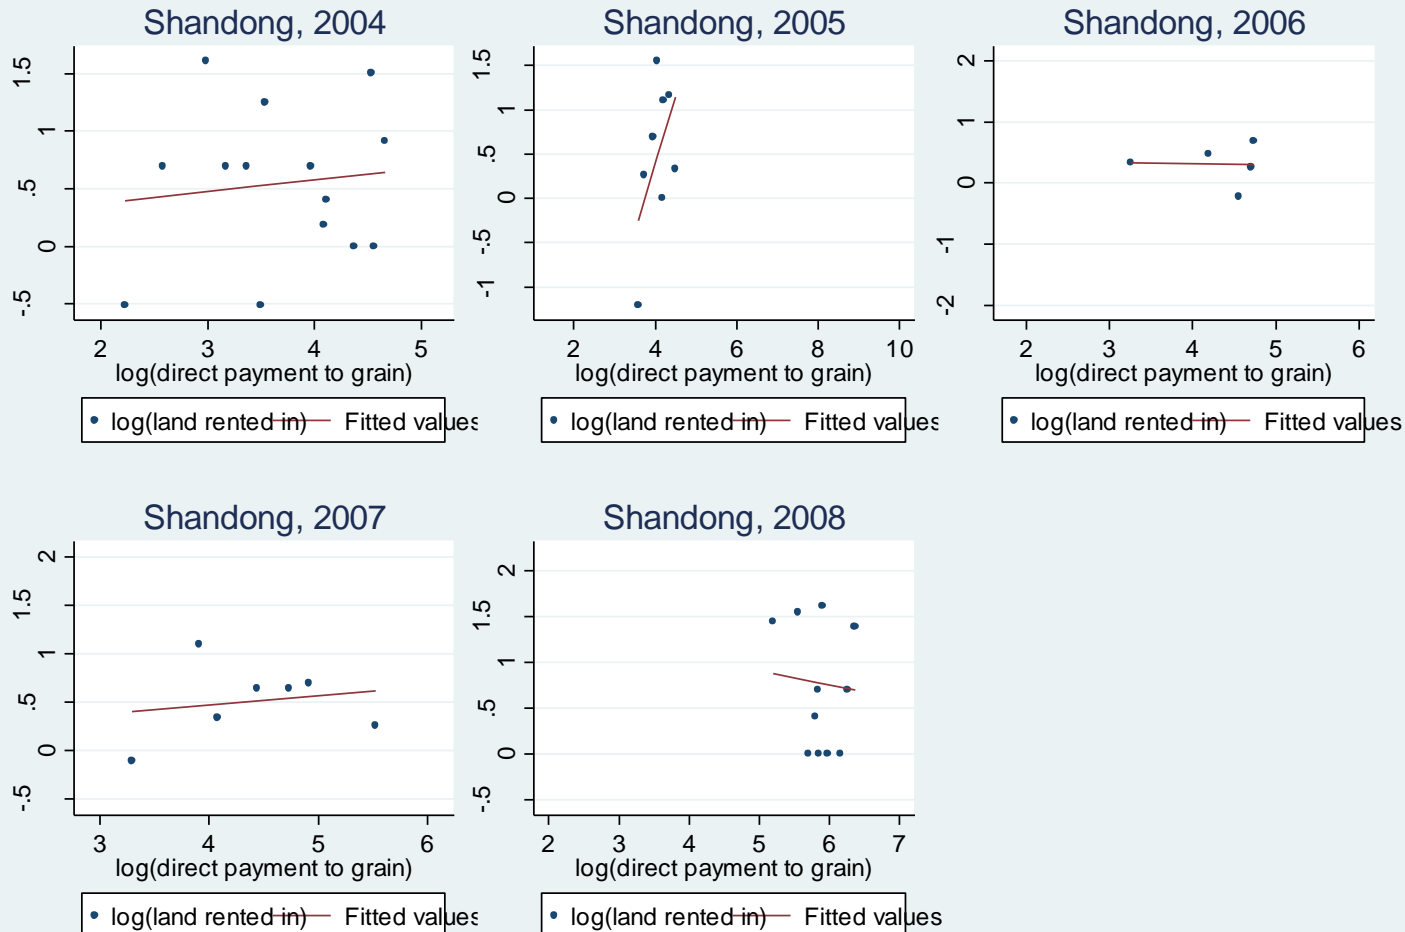 Shandong, 2004
1.5
1
.5
0
-.5
2 3 4 5
log(direct payment to grain)
log(land rented in) Fitted values
Shandong, 2005
1.5
1
.5
0
-.5
-1
2 4 6 8 10
log(direct payment to grain)
log(land rented in) Fitted values
Shandong, 2006
2
1
0
-1
-2
2 3 4 5 6
log(direct payment to grain)
log(land rented in) Fitted values
Shandong, 2007
2
1.5
1
.5
0
-.5
3 4 5 6
log(direct payment to grain)
log(land rented in) Fitted values
Shandong, 2008
2
1.5
1
.5
0
-.5
2 3 4 5 6 7
log(direct payment to grain)
log(land rented in) Fitted values